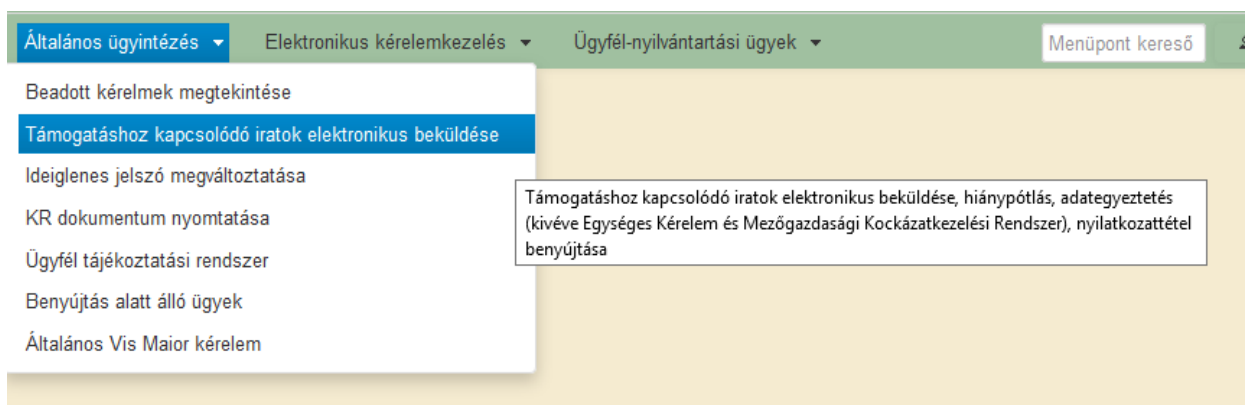 Általános ügyintézés Elektronikus kérelemkezelés Ügyfél-nyilvántartási ügyek Menüpont kereső
Beadott kérelmek megtekintése
Támogatáshoz kapcsolódó iratok elektronikus beküldése
Ideiglenes jelszó megváltoztatása
KR dokumentum nyomtatása
Ügyfél tájékoztatási rendszer
Benyújtás alatt álló ügyek
Általános Vis Maior kérelem
Támogatáshoz kapcsolódó iratok elektronikus beküldése, hiánypótlás, adategyeztetés
(kivéve Egységes Kérelem és Mezőgazdasági Kockázatkezelési Rendszer), nyilatkozattétel
benyújtása